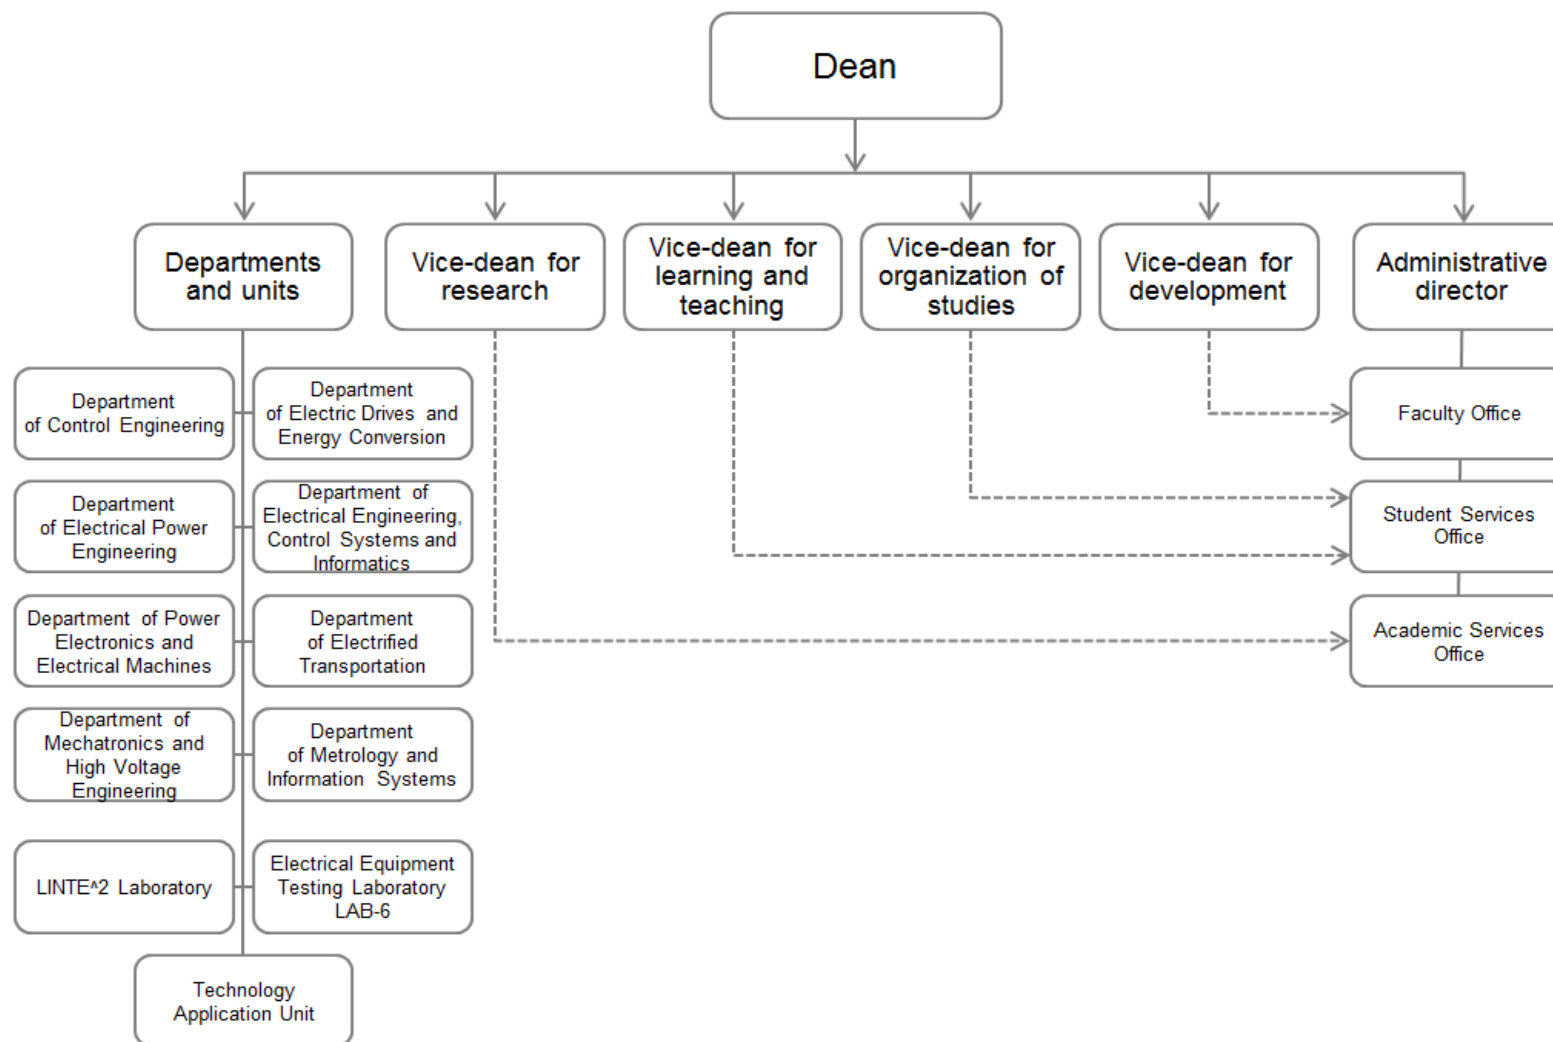 Dean
Departments
and units
Vice-dean for
research
Vice-dean for
learning and
teaching
Vice-dean for
organization of
studies
Vice-dean for
development
Administrative
director
Department
of Control Engineering
Department
of Electric Drives and
Energy Conversion
Faculty Office
Department
of Electrical Power
Engineering
Department of
Electrical Engineering,
Control Systems and
Informatics
Student Services
Office
Department of Power
Electronics and
Electrical Machines
Department
of Electrified
Transportation
Academic Services
Office
Department of
Mechatronics and
High Voltage
Engineering
Department
of Metrology and
Information Systems
LINTE^2 Laboratory
Electrical Equipment
Testing Laboratory
LAB-6
Technology
Application Unit